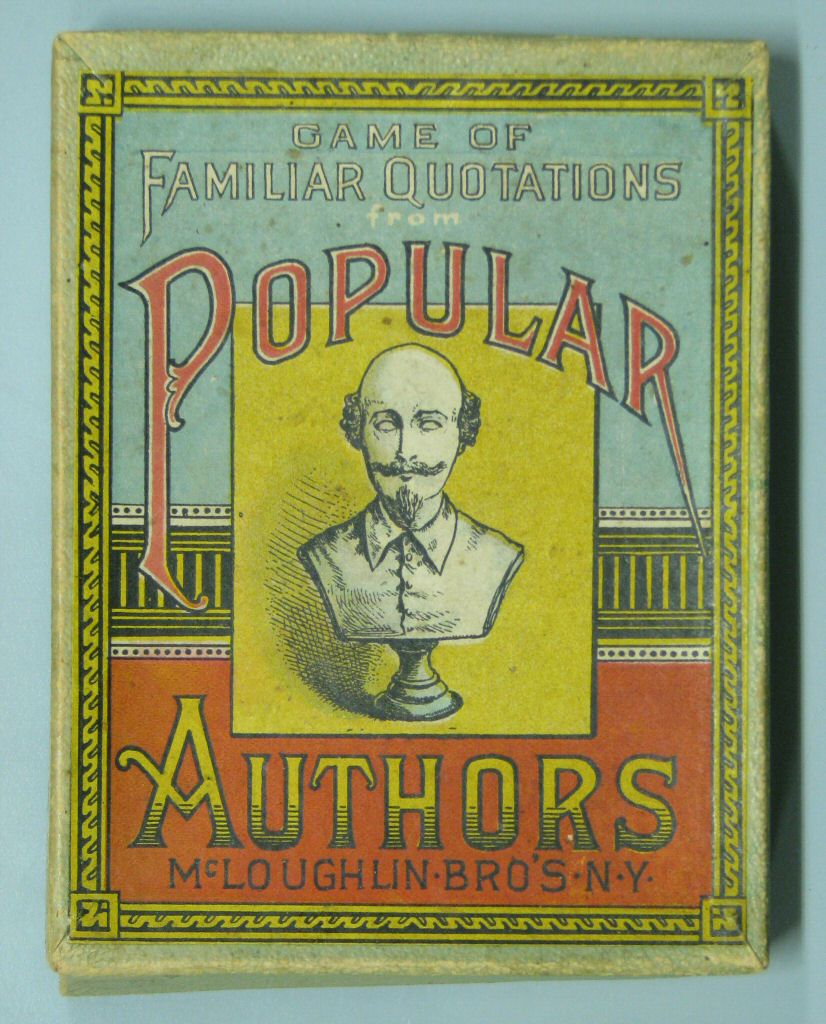 GAME OF
FAMILIAR QUOTATIONS
from
POPULAR
AUTHORS
McLOUGHLIN·BRO'S·N·Y·